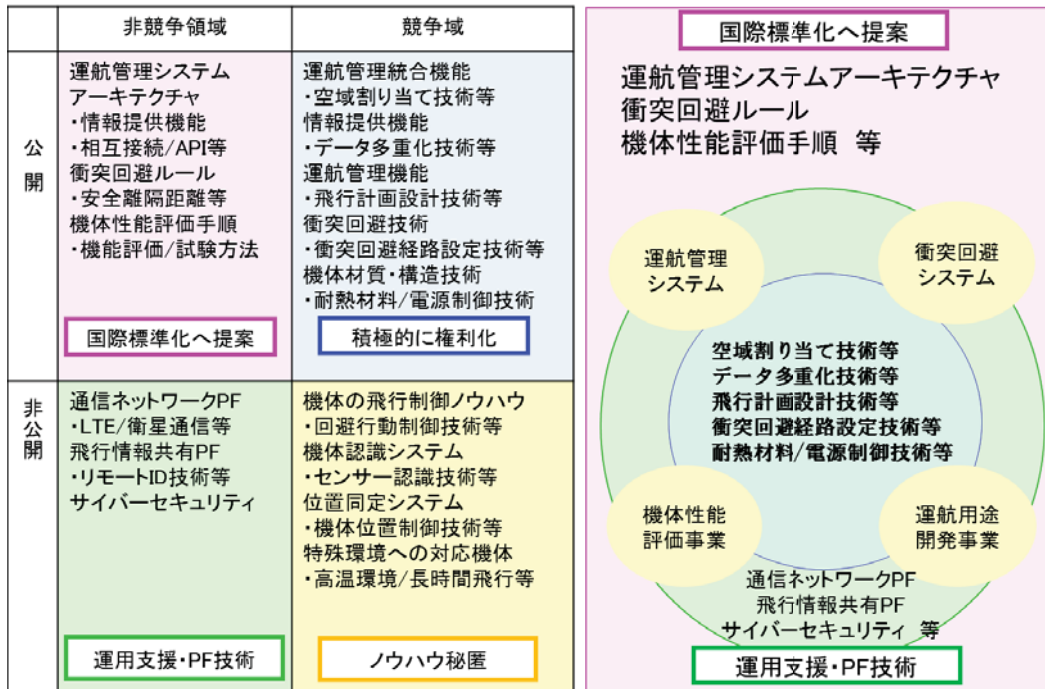 非競争領域
競争域
公
開
運航管理システム
アーキテクチャ
・情報提供機能
・相互接続/API等
衝突回避ルール
・安全離隔距離等
機体性能評価手順
・機能評価/試験方法
国際標準化へ提案
運航管理統合機能
・空域割り当て技術等
情報提供機能
・データ多重化技術等
運航管理機能
・飛行計画設計技術等
衝突回避技術
・衝突回避経路設定技術等
機体材質・構造技術
・耐熱材料/電源制御技術
積極的に権利化
非
公
開
通信ネットワークPF
・LTE/衛星通信等
飛行情報共有PF
・リモートID技術等
サイバーセキュリティ
運用支援・PF技術
機体の飛行制御ノウハウ
・回避行動制御技術等
機体認識システム
・センサー認識技術等
位置同定システム
・機体位置制御技術等
特殊環境への対応機体
・高温環境/長時間飛行等
ノウハウ秘匿
国際標準化へ提案
運航管理システムアーキテクチャ
衝突回避ルール
機体性能評価手順 等
運航管理
システム
衝突回避
システム
空域割り当て技術等
データ多重化技術等
飛行計画設計技術等
衝突回避経路設定技術等
耐熱材料/電源制御技術等
機体性能
評価事業
運航用途
開発事業
通信ネットワークPF
飛行情報共有PF
サイバーセキュリティ 等
運用支援・PF技術